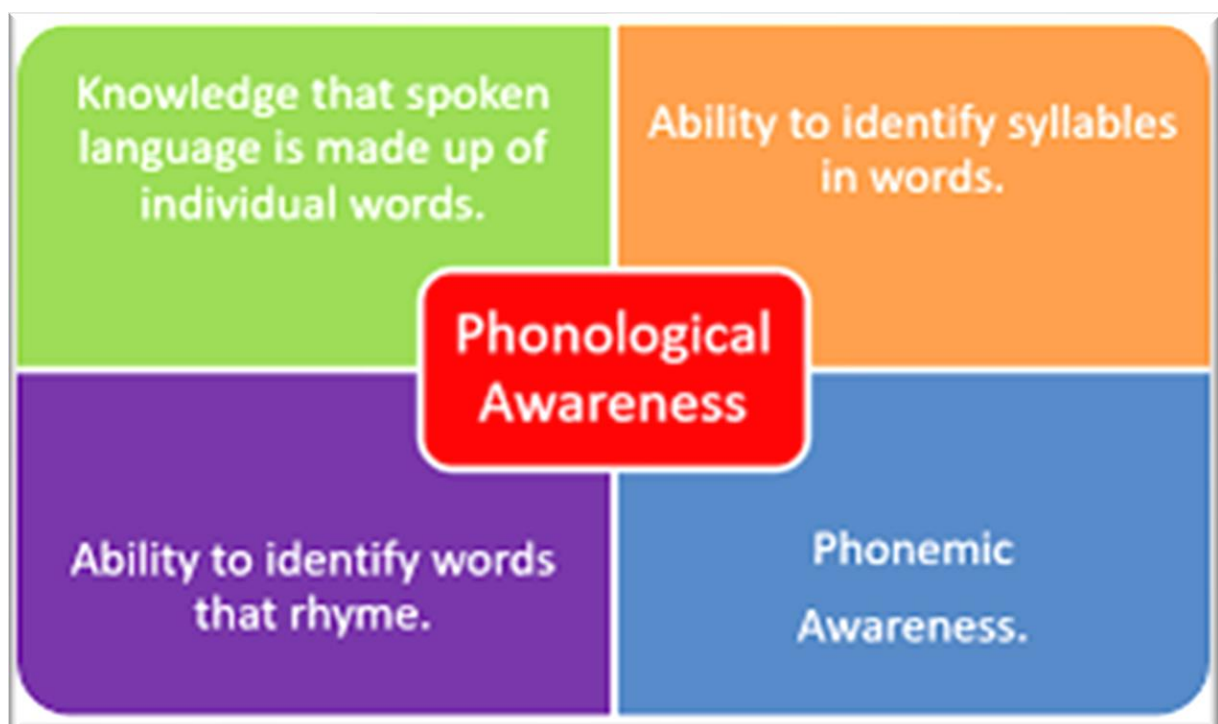 Knowledge that spoken
language is made up of
individual words.
Ability to identify syllables
in words.
Phonological
Awareness
Ability to identify words
that rhyme.
Phonemic
Awareness.